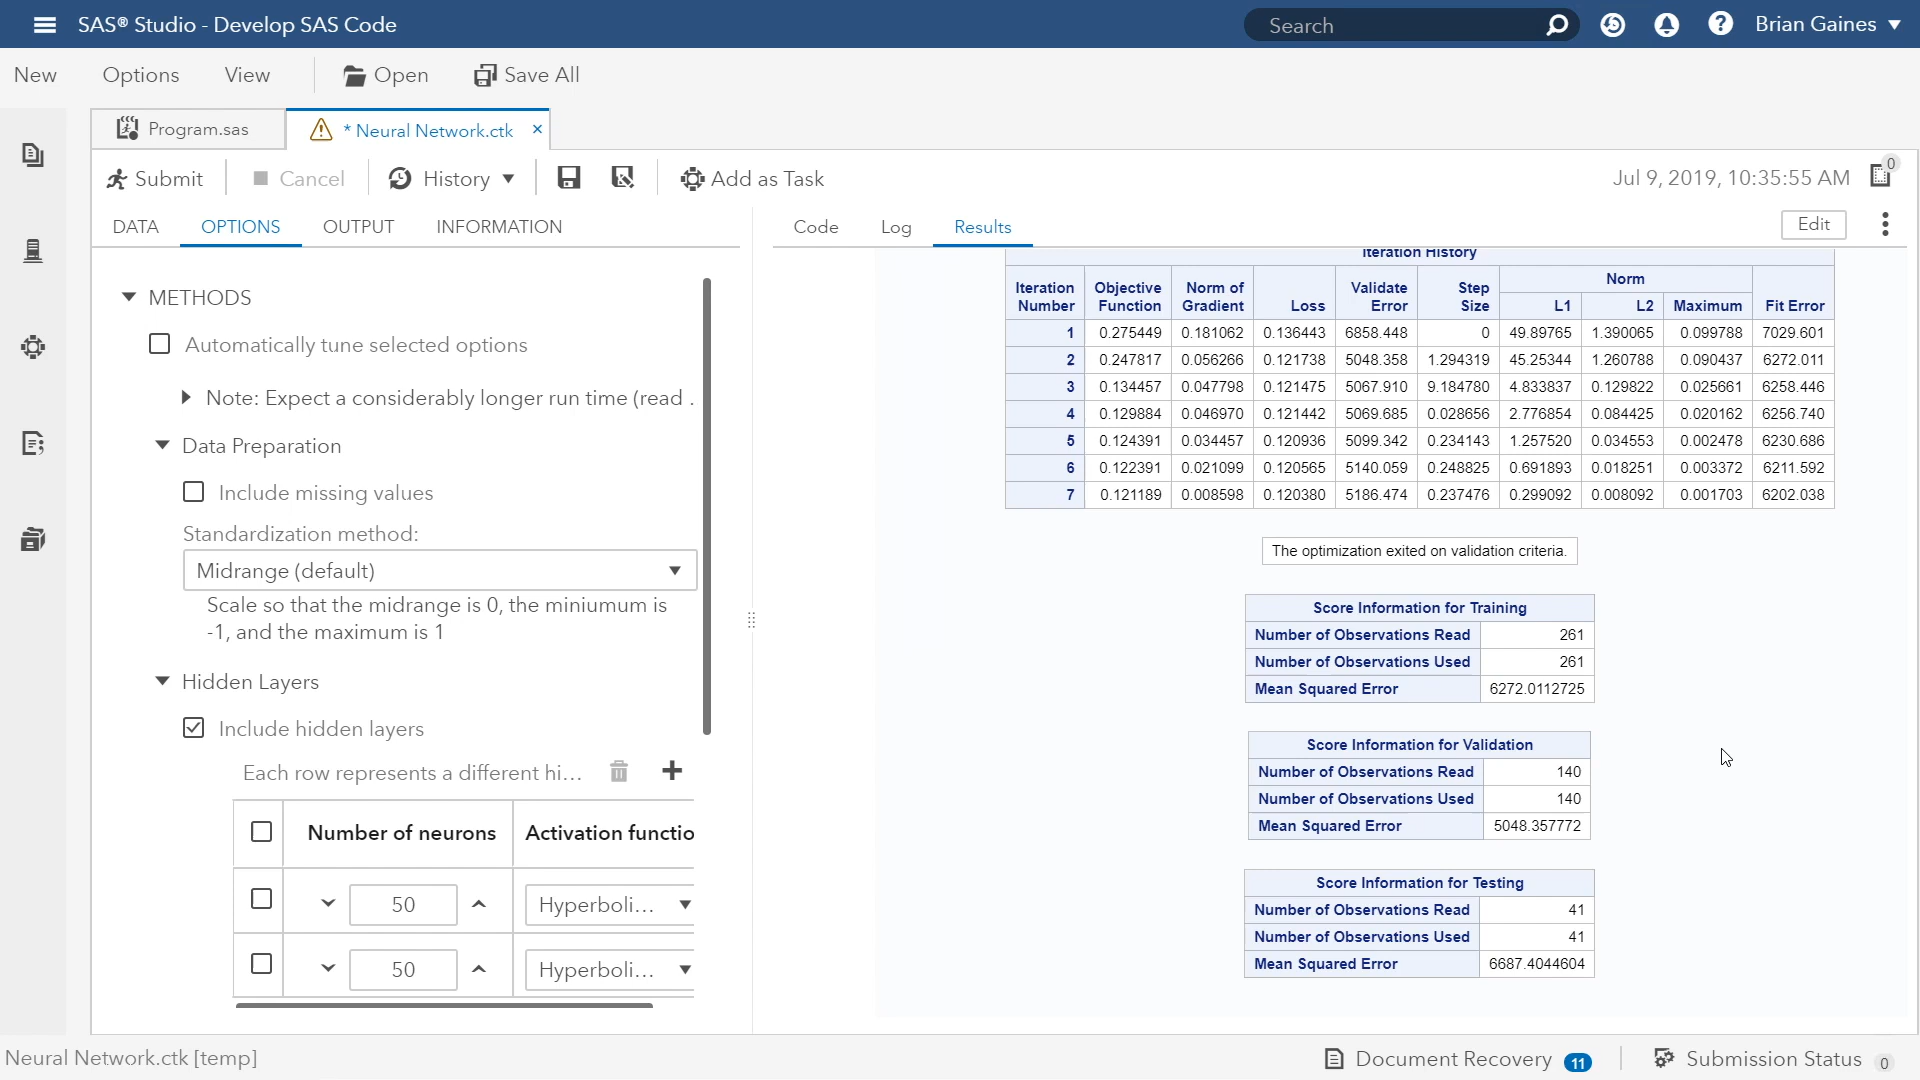 SAS® Studio - Develop SAS Code
Search
Brian Gaines
New
Options
View
Open
Save All
Program.sas
* Neural Network.ctk
Submit
Cancel
History
Add as Task
Jul 9, 2019, 10:35:55 AM
0
DATA
OPTIONS
OUTPUT
INFORMATION
METHODS
Automatically tune selected options
Note: Expect a considerably longer run time (read .
Data Preparation
Include missing values
Standardization method:
Midrange (default)
Scale so that the midrange is 0, the miniumum is
-1, and the maximum is 1
Hidden Layers
Include hidden layers
Each row represents a different hi...
Number of neurons Activation functio
50 Hyperboli...
50 Hyperboli...
Code
Log
Results
Edit
Iteration History
Iteration Number Objective Function Norm of Gradient Loss Validate Error Step Size Norm L1 L2 Maximum Fit Error
1 0.275449 0.181062 0.136443 6858.448 0 49.89765 1.390065 0.099788 7029.601
2 0.247817 0.056266 0.121738 5048.358 1.294319 45.25344 1.260788 0.090437 6272.011
3 0.134457 0.047798 0.121475 5067.910 9.184780 4.833837 0.129822 0.025661 6258.446
4 0.129884 0.046970 0.121442 5069.685 0.028656 2.776854 0.084425 0.020162 6256.740
5 0.124391 0.034457 0.120936 5099.342 0.234143 1.257520 0.034553 0.002478 6230.686
6 0.122391 0.021099 0.120565 5140.059 0.248825 0.691893 0.018251 0.003372 6211.592
7 0.121189 0.008598 0.120380 5186.474 0.237476 0.299092 0.008092 0.001703 6202.038
The optimization exited on validation criteria.
Score Information for Training
Number of Observations Read 261
Number of Observations Used 261
Mean Squared Error 6272.0112725
Score Information for Validation
Number of Observations Read 140
Number of Observations Used 140
Mean Squared Error 5048.357772
Score Information for Testing
Number of Observations Read 41
Number of Observations Used 41
Mean Squared Error 6687.4044604
Neural Network.ctk [temp]
Document Recovery 11
Submission Status 0